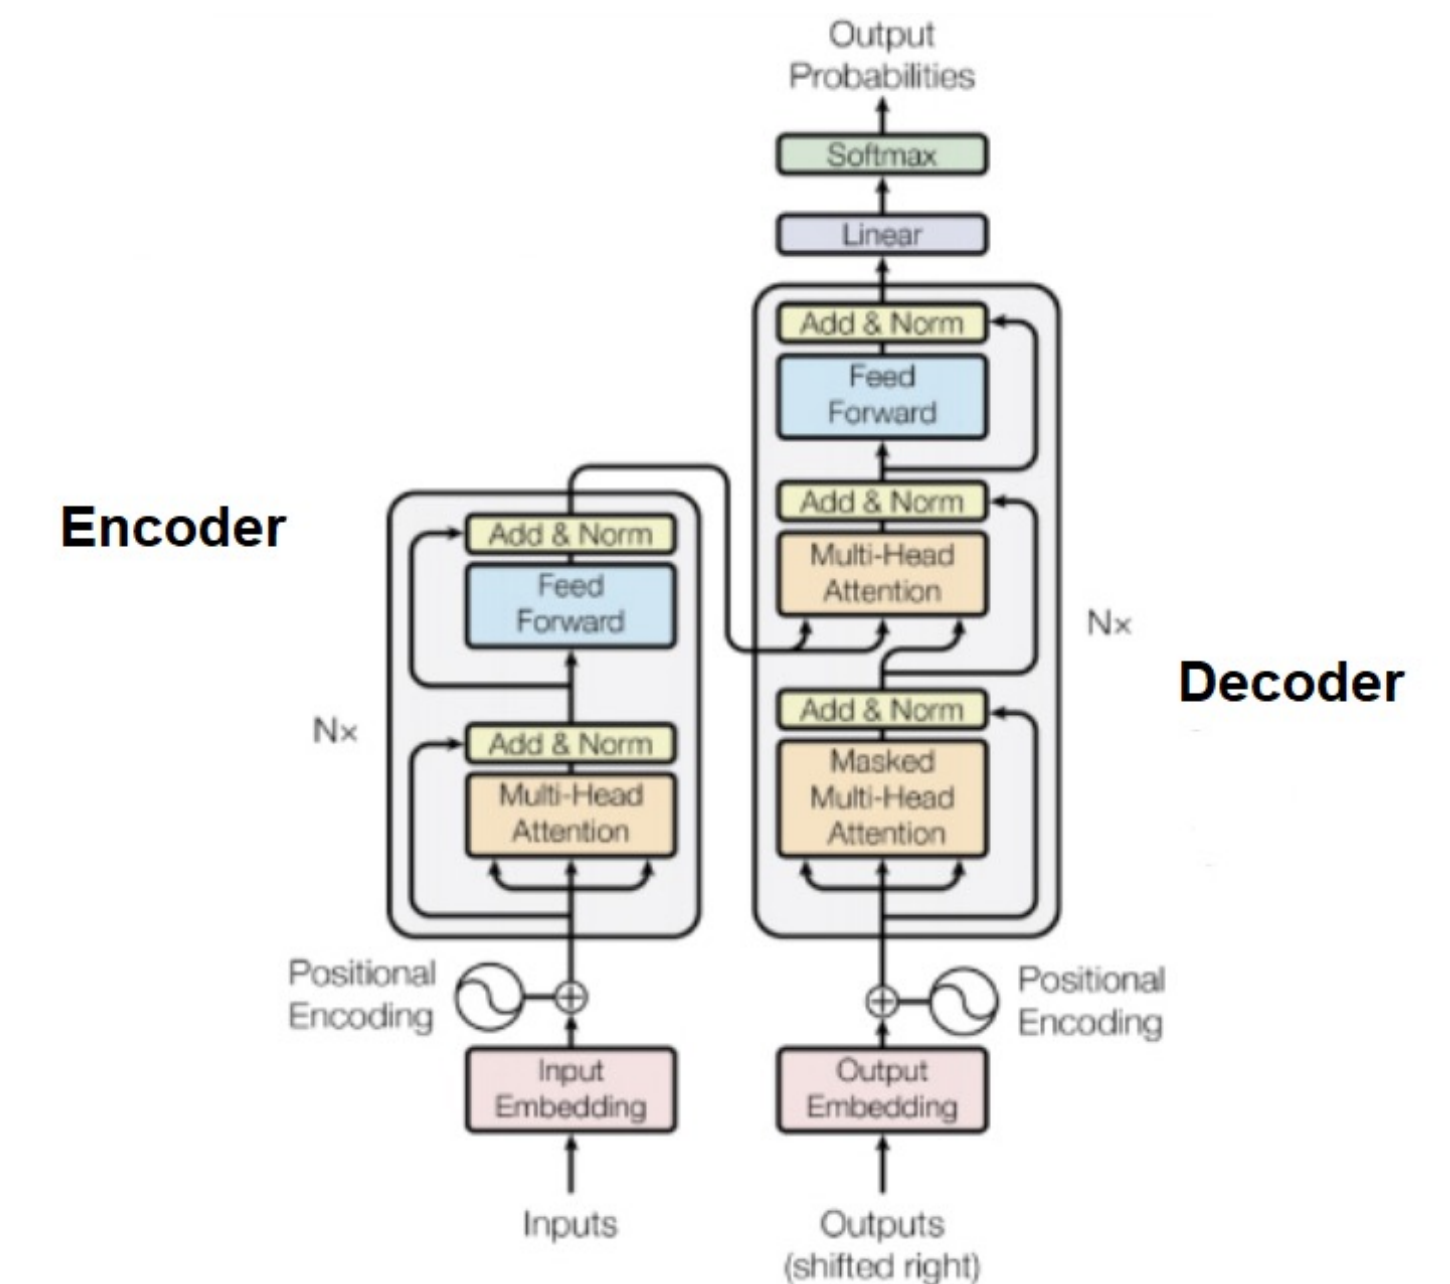 Output
Probabilities
Softmax
Linear
Add & Norm
Feed
Forward
Add & Norm
Multi-Head
Attention
Add & Norm
Masked
Multi-Head
Attention
Nx
Decoder
Positional
Encoding
Output
Embedding
Outputs
(shifted right)
Encoder
Add & Norm
Feed
Forward
Nx
Add & Norm
Multi-Head
Attention
Positional
Encoding
Input
Embedding
Inputs